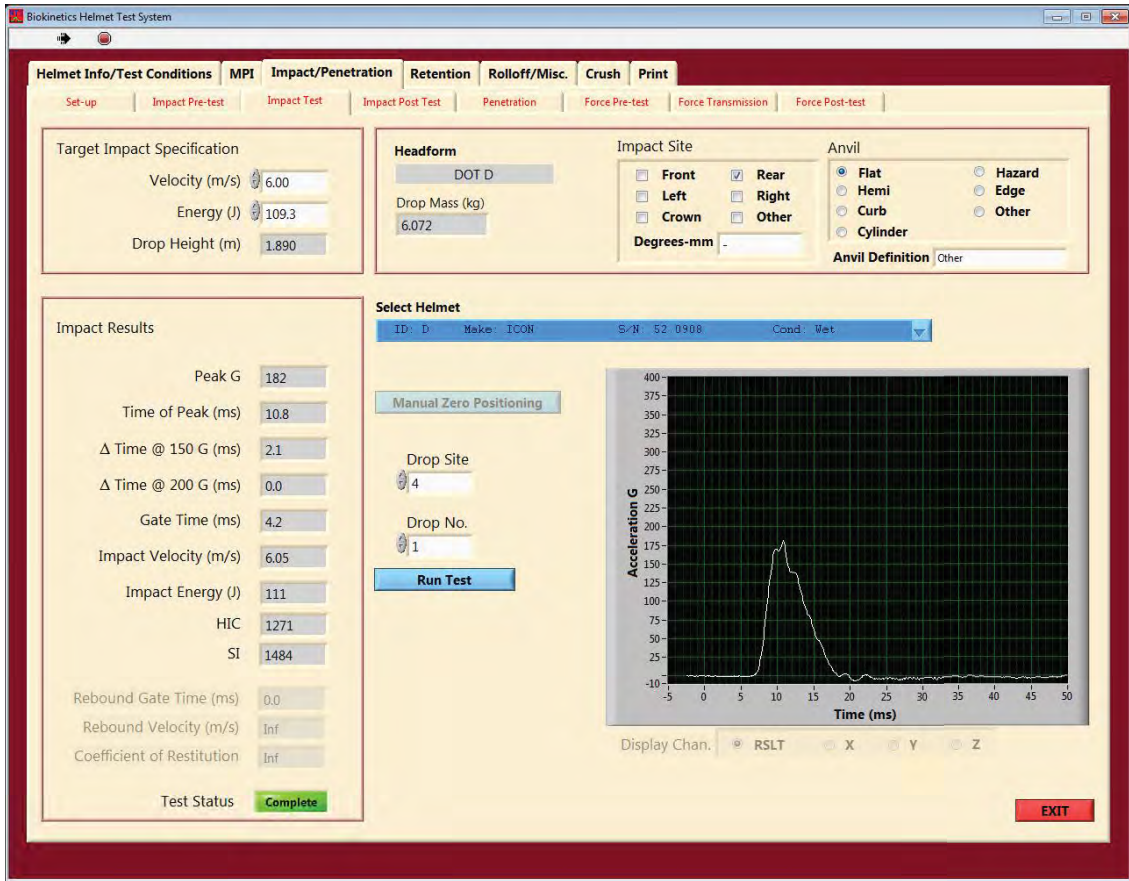 Biokinetics Helmet Test System
Helmet Info/Test Conditions MPI Impact/Penetration Retention Rolloff/Misc. Crush Print
Set-up Impact Pre-test Impact Test Impact Post Test Penetration Force Pre-test Force Transmission Force Post-test
Target Impact Specification
Velocity (m/s) 6.00
Energy (J) 109.3
Drop Height (m) 1.890
Headform
DOT D
Drop Mass (kg)
6.072
Impact Site
Front Rear
Left Right
Crown Other
Degrees-mm -
Anvil
Flat Hazard
Hemi Edge
Curb Other
Cylinder
Anvil Definition Other
Select Helmet
ID: D Make: ICON S/N: 52 0908 Cond: Wet
Impact Results
Peak G 182
Time of Peak (ms) 10.8
Δ Time @ 150 G (ms) 2.1
Δ Time @ 200 G (ms) 0.0
Gate Time (ms) 4.2
Impact Velocity (m/s) 6.05
Impact Energy (J) 111
HIC 1271
SI 1484
Rebound Gate Time (ms) 0.0
Rebound Velocity (m/s) Inf
Coefficient of Restitution Inf
Test Status Complete
Manual Zero Positioning
Drop Site
4
Drop No.
1
Run Test
Acceleration G
400
375
350
325
300
275
250
225
200
175
150
125
100
75
50
25
-10
-5 0 5 10 15 20 25 30 35 40 45 50
Time (ms)
Display Chan. RSLT X Y Z
EXIT